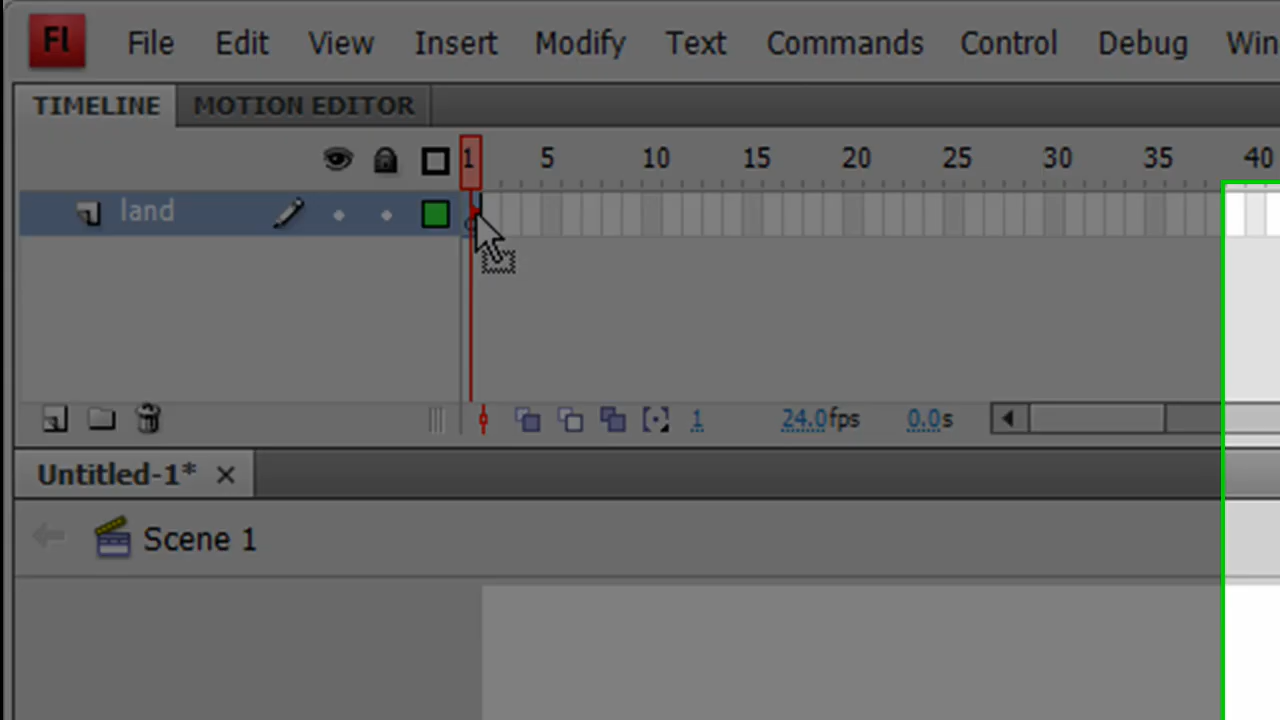 Fl File Edit View Insert Modify Text Commands Control Debug Win
TIMELINE MOTION EDITOR
1 5 10 15 20 25 30 35 40
land
1 24.0fps 0.0s
Untitled-1* ×
Scene 1